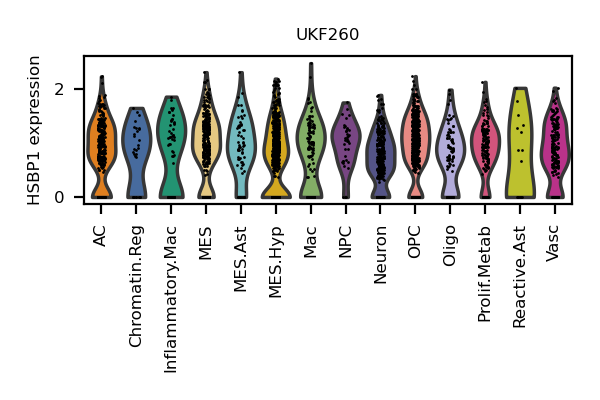 UKF260
HSBP1 expression
2
0
AC
Chromatin.Reg
Inflammatory.Mac
MES
MES.Ast
MES.Hyp
Mac
NPC
Neuron
OPC
Oligo
Prolif.Metab
Reactive.Ast
Vasc